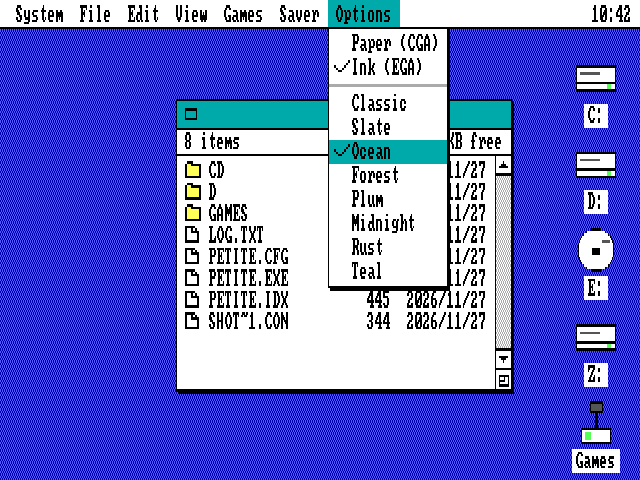 System File Edit View Games Saver Options 10:42
Paper (CGA)
Ink (EGA)
Classic
Slate
Ocean
Forest
Plum
Midnight
Rust
Teal
8 items KB free
CD 11/27
D 11/27
GAMES 11/27
LOG.TXT 11/27
PETITE.CFG 11/27
PETITE.EXE 11/27
PETITE.IDX 445 2026/11/27
SHOT~1.CON 344 2026/11/27
C:
D:
E:
Z:
Games